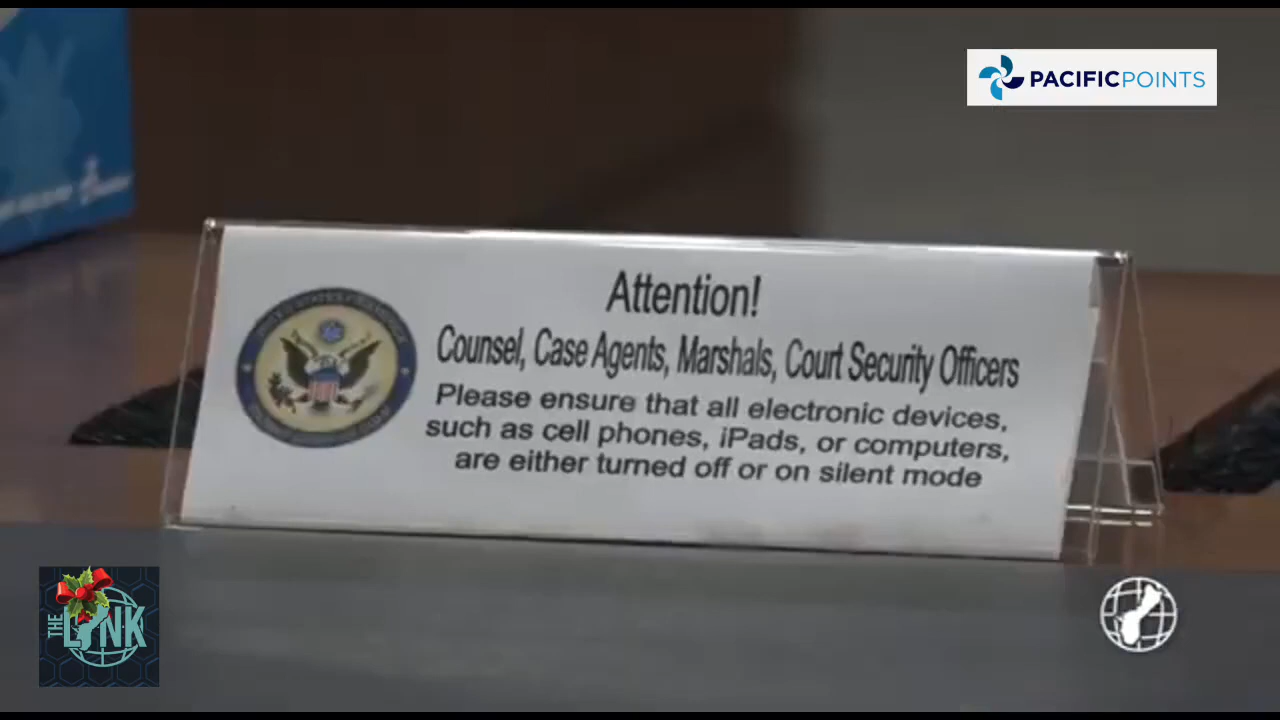 PACIFICPOINTS
Attention!
Counsel, Case Agents, Marshals, Court Security Officers
Please ensure that all electronic devices,
such as cell phones, iPads, or computers,
are either turned off or on silent mode
THE LINK